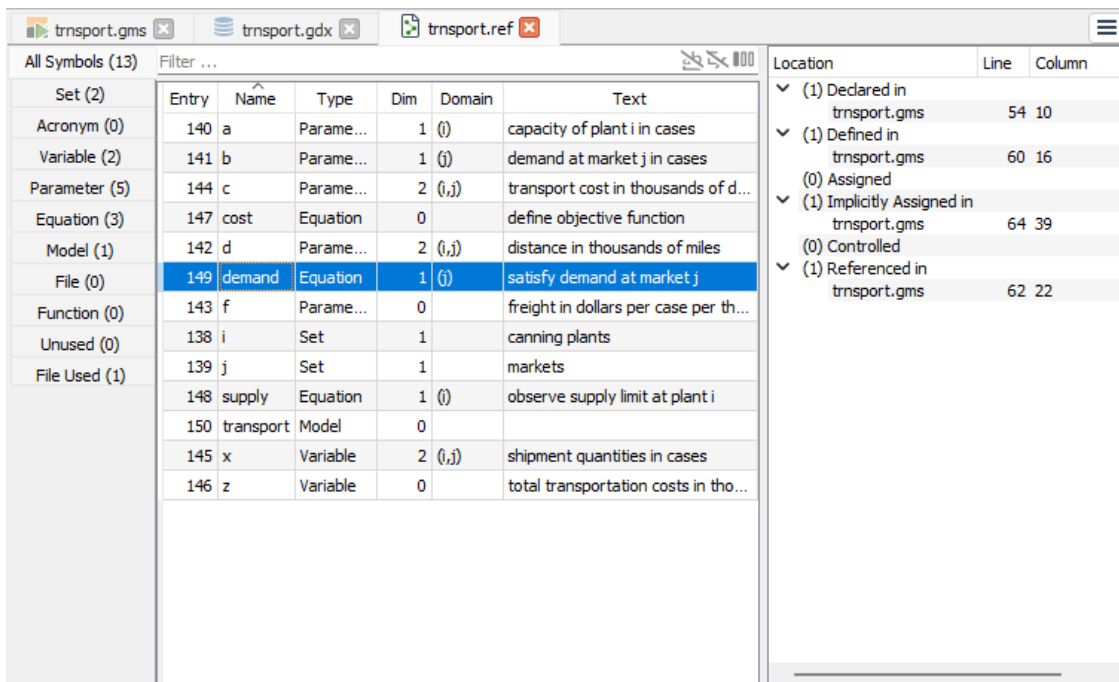 trnsport.gms trnsport.gdx trnsport.ref
All Symbols (13)
Set (2)
Acronym (0)
Variable (2)
Parameter (5)
Equation (3)
Model (1)
File (0)
Function (0)
Unused (0)
File Used (1)
Filter ...
Entry Name Type Dim Domain Text
140 a Parame... 1 (i) capacity of plant i in cases
141 b Parame... 1 (j) demand at market j in cases
144 c Parame... 2 (i,j) transport cost in thousands of d...
147 cost Equation 0 define objective function
142 d Parame... 2 (i,j) distance in thousands of miles
149 demand Equation 1 (j) satisfy demand at market j
143 f Parame... 0 freight in dollars per case per th...
138 i Set 1 canning plants
139 j Set 1 markets
148 supply Equation 1 (i) observe supply limit at plant i
150 transport Model 0
145 x Variable 2 (i,j) shipment quantities in cases
146 z Variable 0 total transportation costs in tho...
Location Line Column
(1) Declared in
trnsport.gms 54 10
(1) Defined in
trnsport.gms 60 16
(0) Assigned
(1) Implicitly Assigned in
trnsport.gms 64 39
(0) Controlled
(1) Referenced in
trnsport.gms 62 22